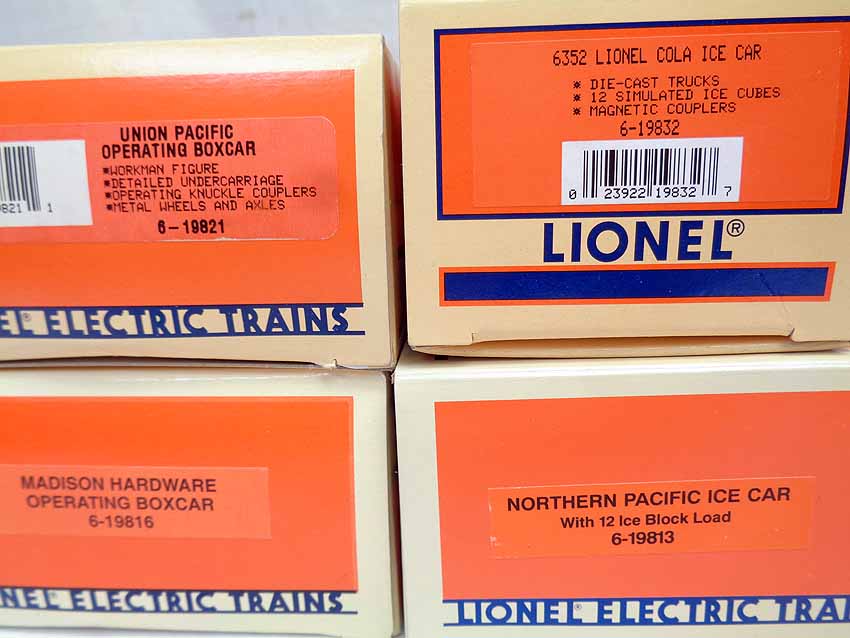 UNION PACIFIC
OPERATING BOXCAR
▪WORKMAN FIGURE
▪DETAILED UNDERCARRIAGE
▪OPERATING KNUCKLE COUPLERS
▪METAL WHEELS AND AXLES
6-19821
9821 1
EL® ELECTRIC TRAINS
6352 LIONEL COLA ICE CAR
* DIE-CAST TRUCKS
* 12 SIMULATED ICE CUBES
* MAGNETIC COUPLERS
6-19832
0 23922 19832 7
LIONEL®
MADISON HARDWARE
OPERATING BOXCAR
6-19816
NEL® ELECTRIC TRAINS
NORTHERN PACIFIC ICE CAR
With 12 Ice Block Load
6-19813
LIONEL® ELECTRIC TRAI